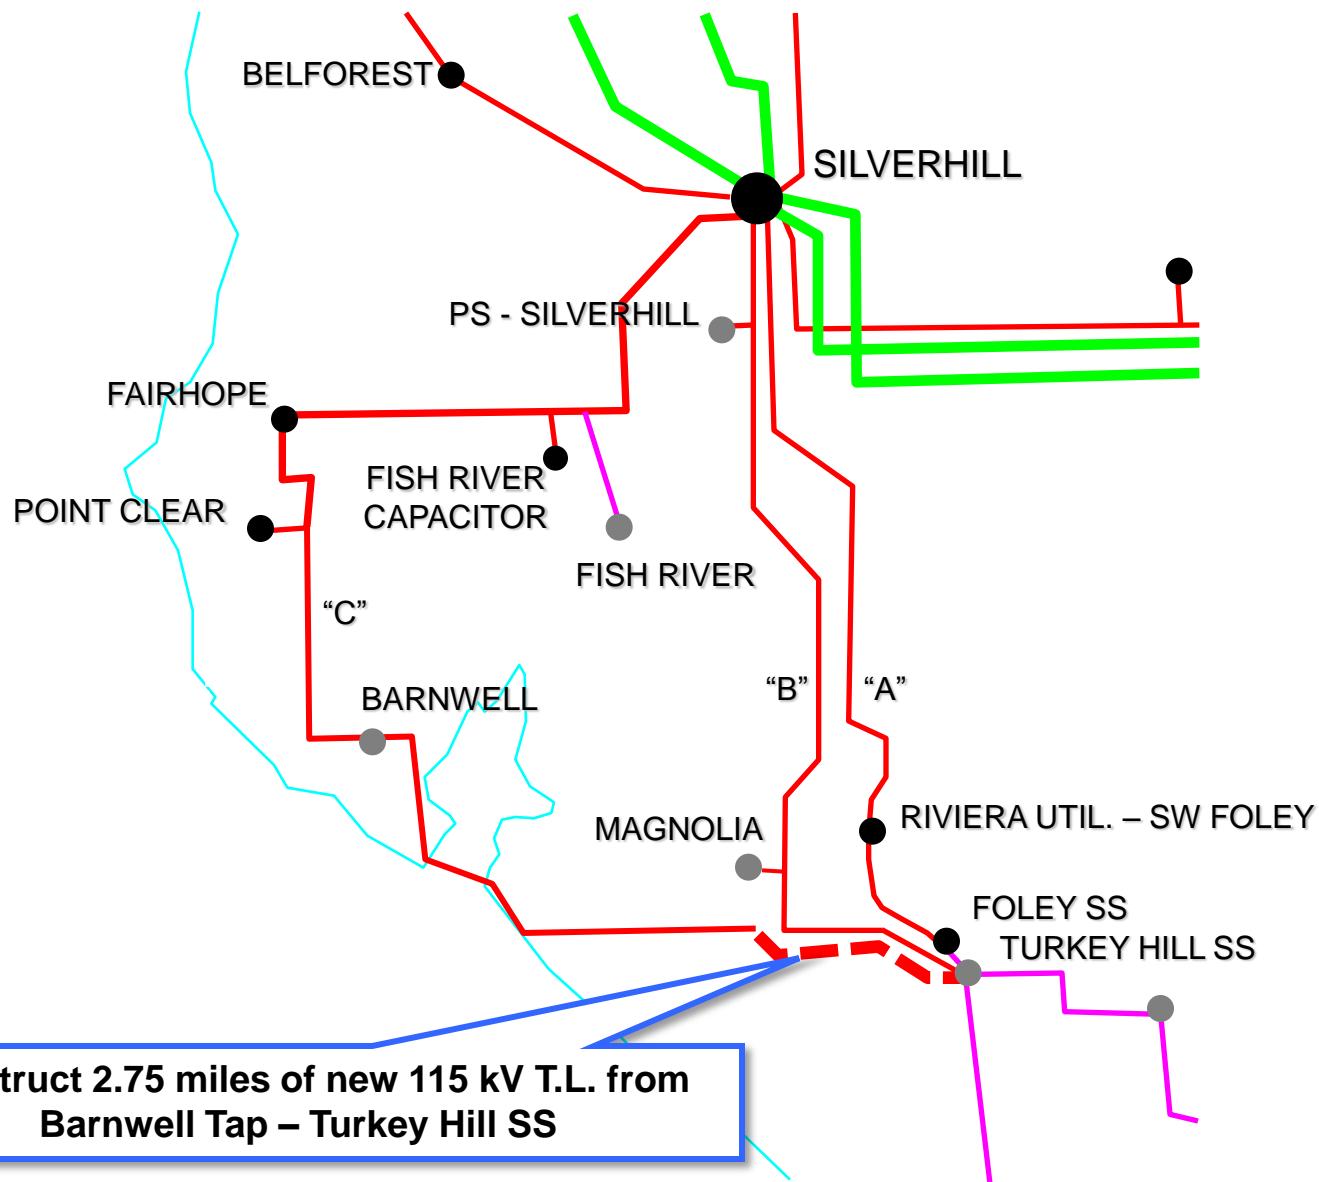 BELFOREST
SILVERHILL
PS - SILVERHILL
FAIRHOPE
FISH RIVER
CAPACITOR
POINT CLEAR
FISH RIVER
“C”
“B”
“A”
BARNWELL
MAGNOLIA
RIVIERA UTIL. – SW FOLEY
FOLEY SS
TURKEY HILL SS
truct 2.75 miles of new 115 kV T.L. from
Barnwell Tap – Turkey Hill SS